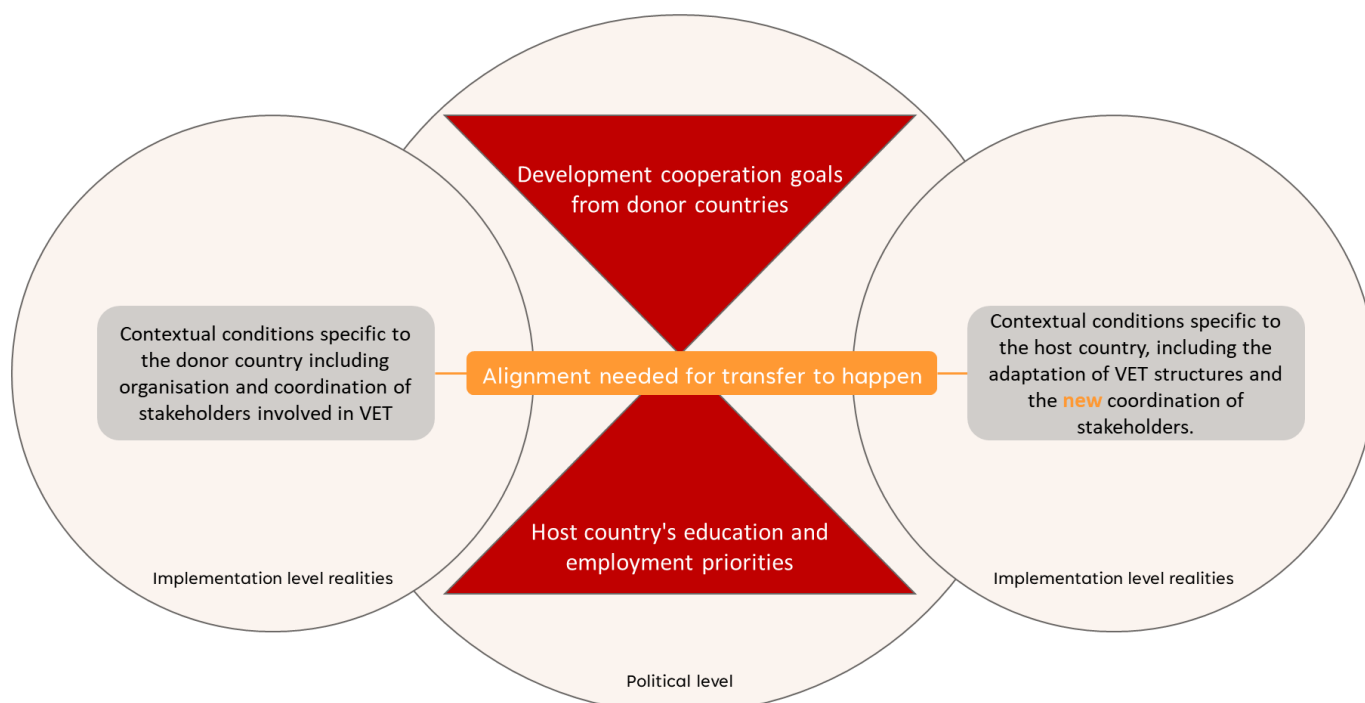 Development cooperation goals
from donor countries
Contextual conditions specific to
the donor country including
organisation and coordination of
stakeholders involved in VET
Alignment needed for transfer to happen
Contextual conditions specific to
the host country, including the
adaptation of VET structures and
the new coordination of
stakeholders.
Host country's education and
employment priorities
Implementation level realities
Implementation level realities
Political level